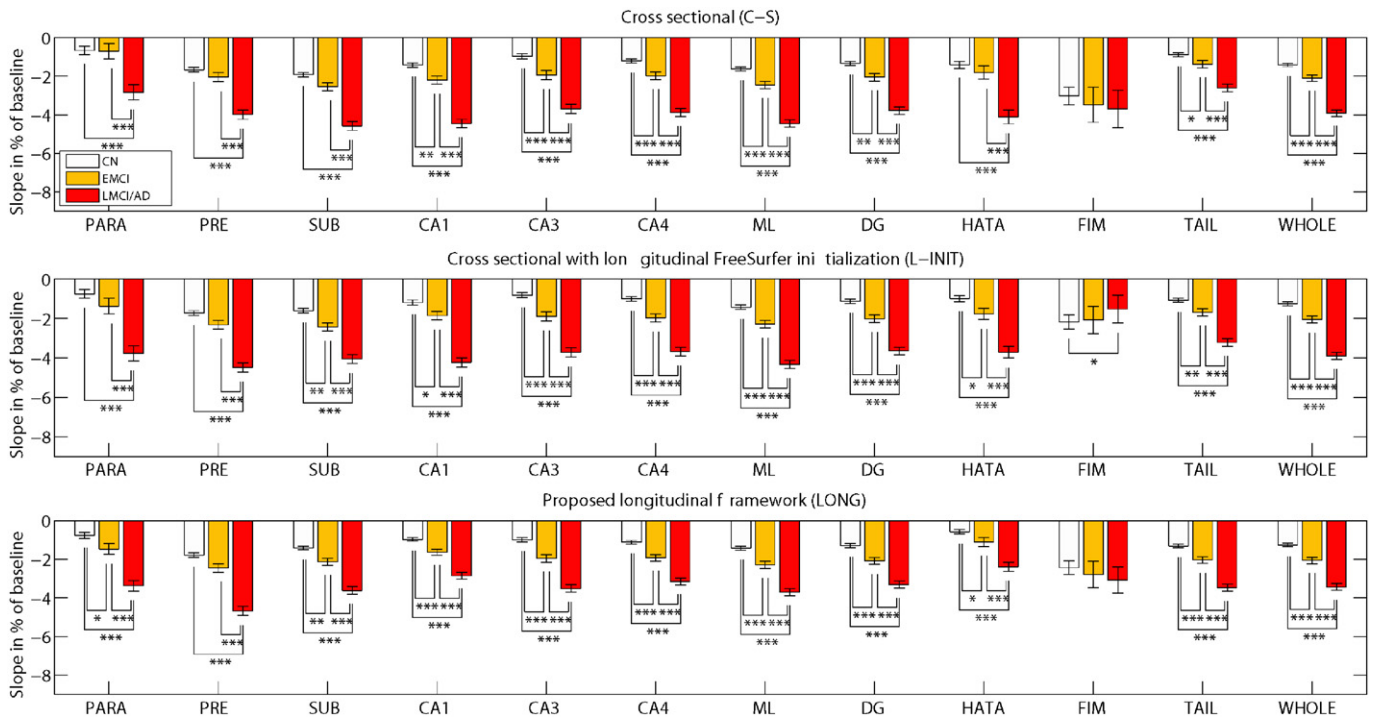 Cross sectional (C−S)
Slope in % of baseline
0
−2
−4
−6
−8
*** *** *** ** *** *** *** *** *** *** *** ** *** *** * *** *** ***
*** *** *** *** *** *** *** *** *** *** ***
CN
EMCI
LMCI/AD
PARA PRE SUB CA1 CA3 CA4 ML DG HATA FIM TAIL WHOLE
Cross sectional with lon gitudinal FreeSurfer ini tialization (L−INIT)
Slope in % of baseline
0
−2
−4
−6
−8
*** *** ** *** * *** *** *** *** *** *** *** *** *** * *** * ** *** *** ***
*** *** *** *** *** *** *** *** *** *** ***
PARA PRE SUB CA1 CA3 CA4 ML DG HATA FIM TAIL WHOLE
Proposed longitudinal f ramework (LONG)
Slope in % of baseline
0
−2
−4
−6
−8
* *** *** ** *** *** *** *** *** *** *** *** *** *** *** * *** *** *** *** ***
*** *** *** *** *** *** *** *** *** *** ***
PARA PRE SUB CA1 CA3 CA4 ML DG HATA FIM TAIL WHOLE